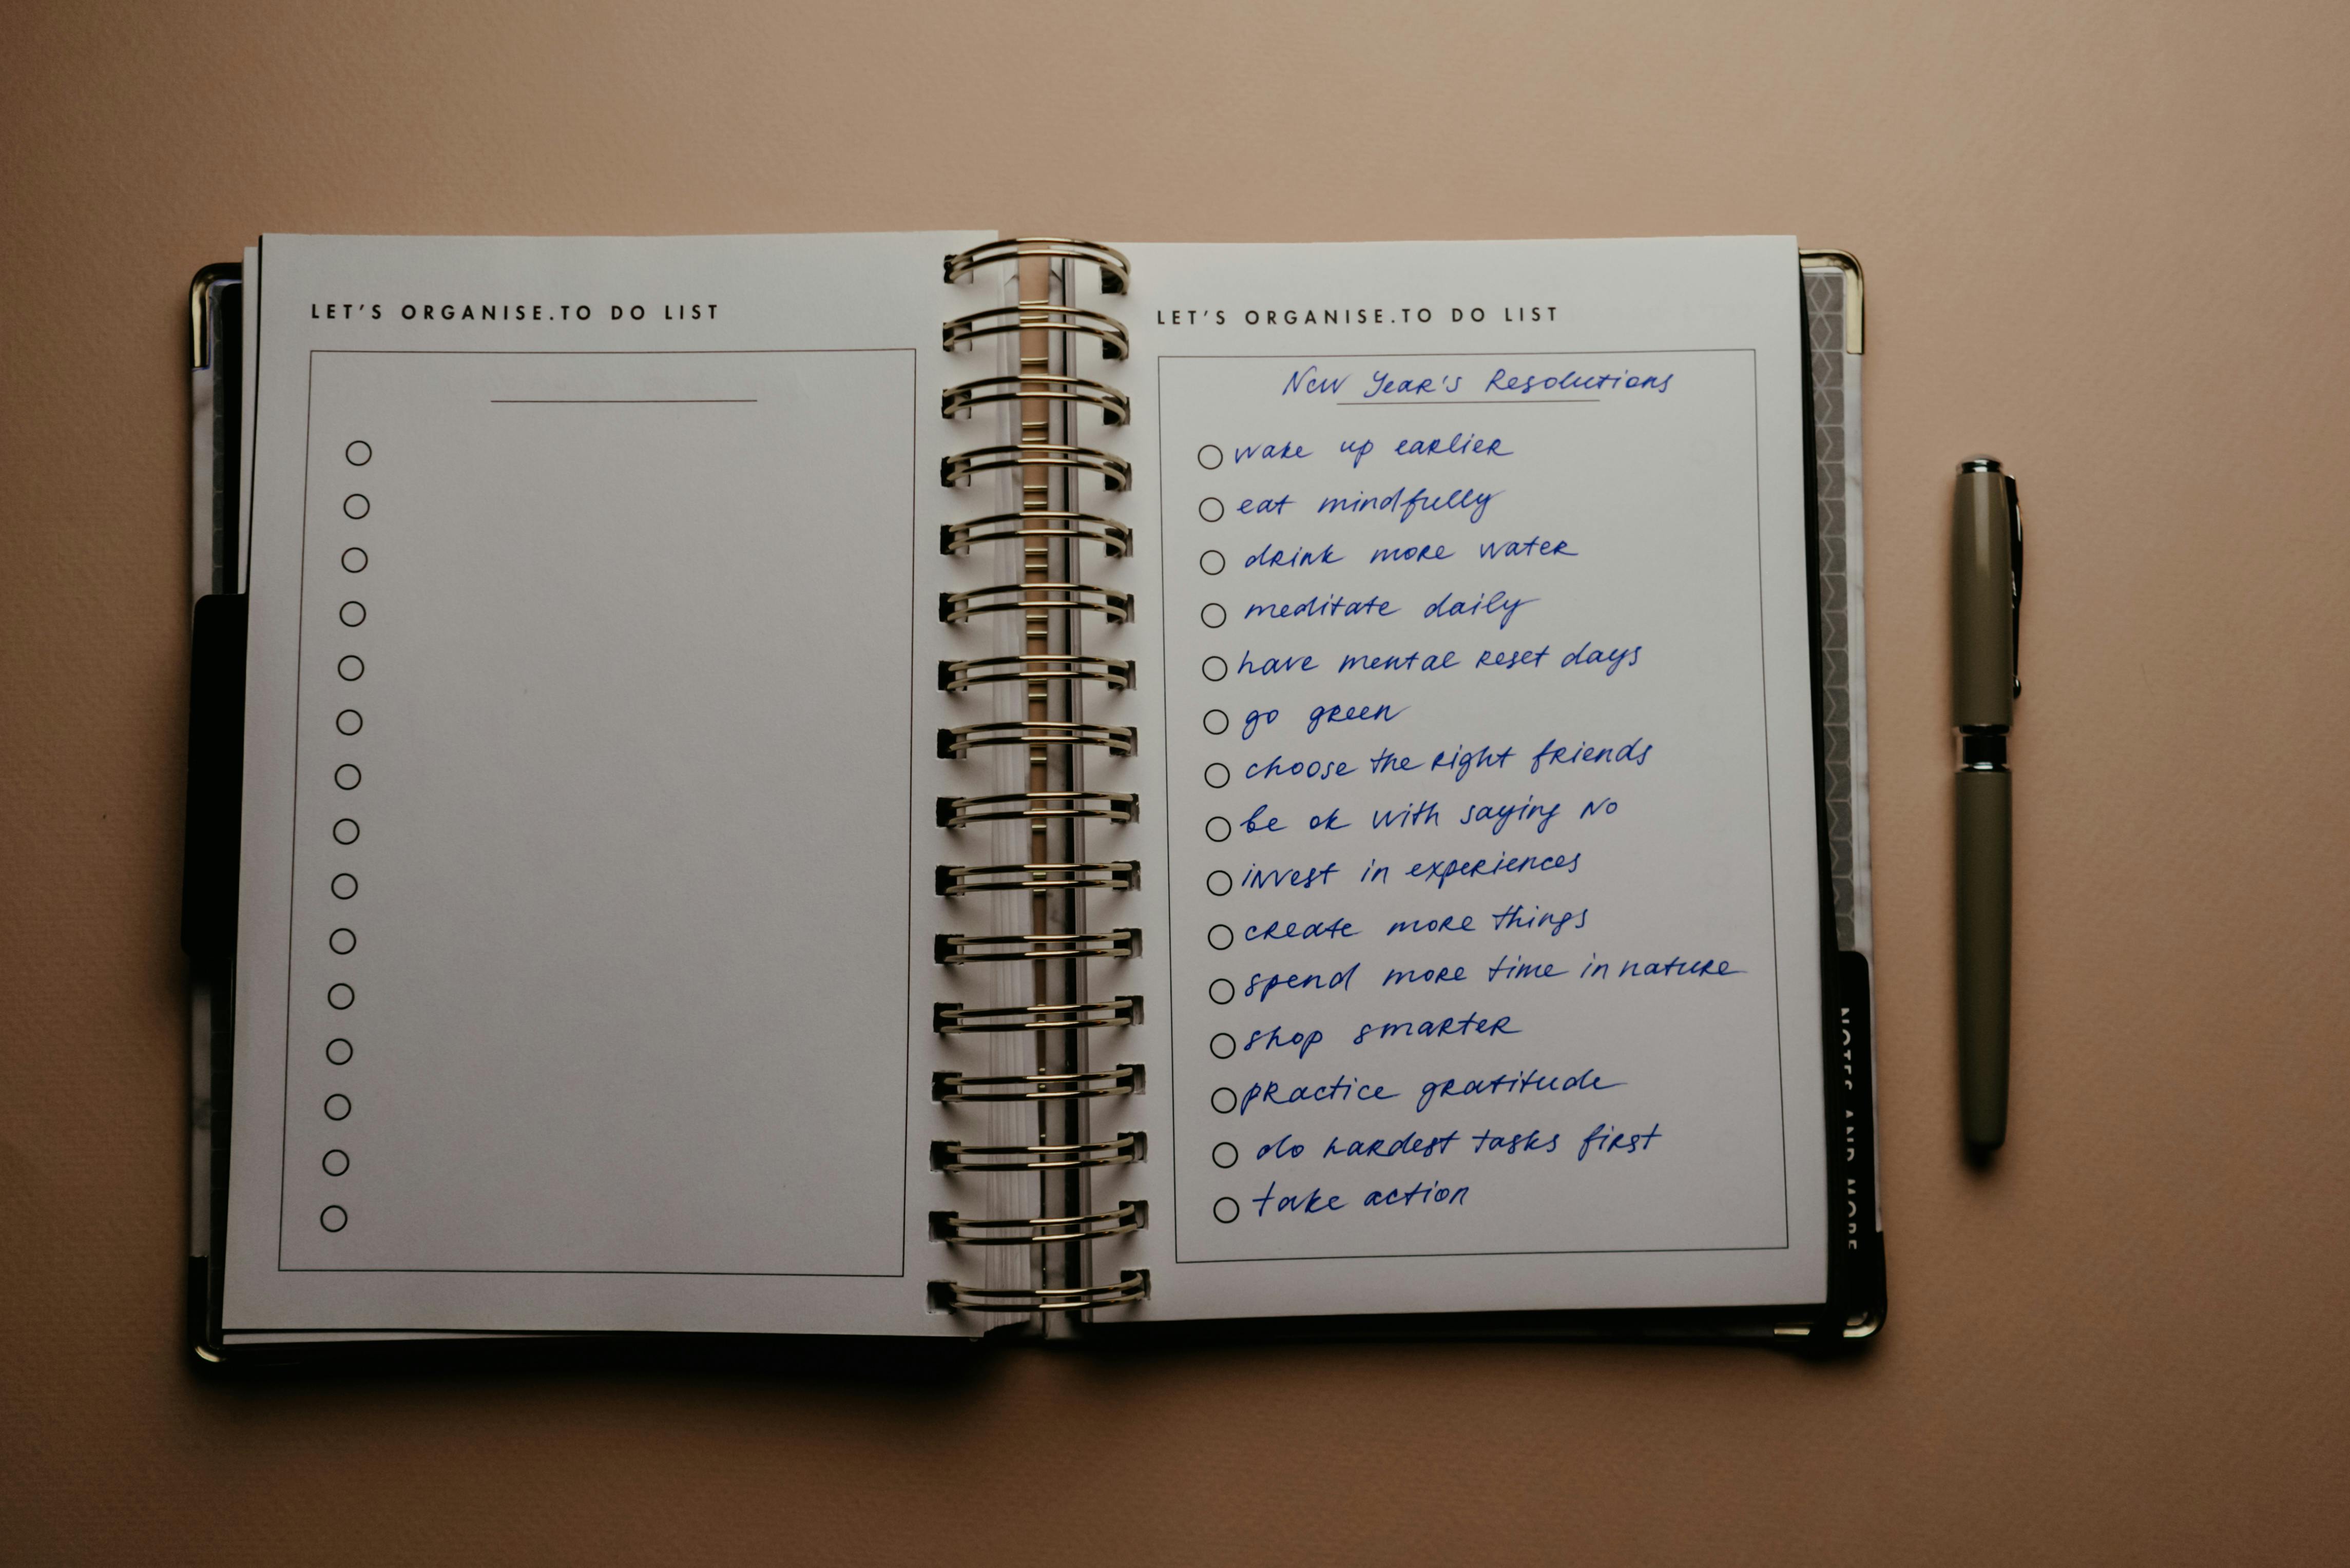 LET'S ORGANISE.TO DO LIST
LET'S ORGANISE.TO DO LIST
New Year's Resolutions
wake up earlier
eat mindfully
drink more water
meditate daily
have mental reset days
go green
choose the right friends
be ok with saying No
invest in experiences
create more things
spend more time in nature
shop smarter
practice gratitude
do hardest tasks first
take action
NOTES AND MORE